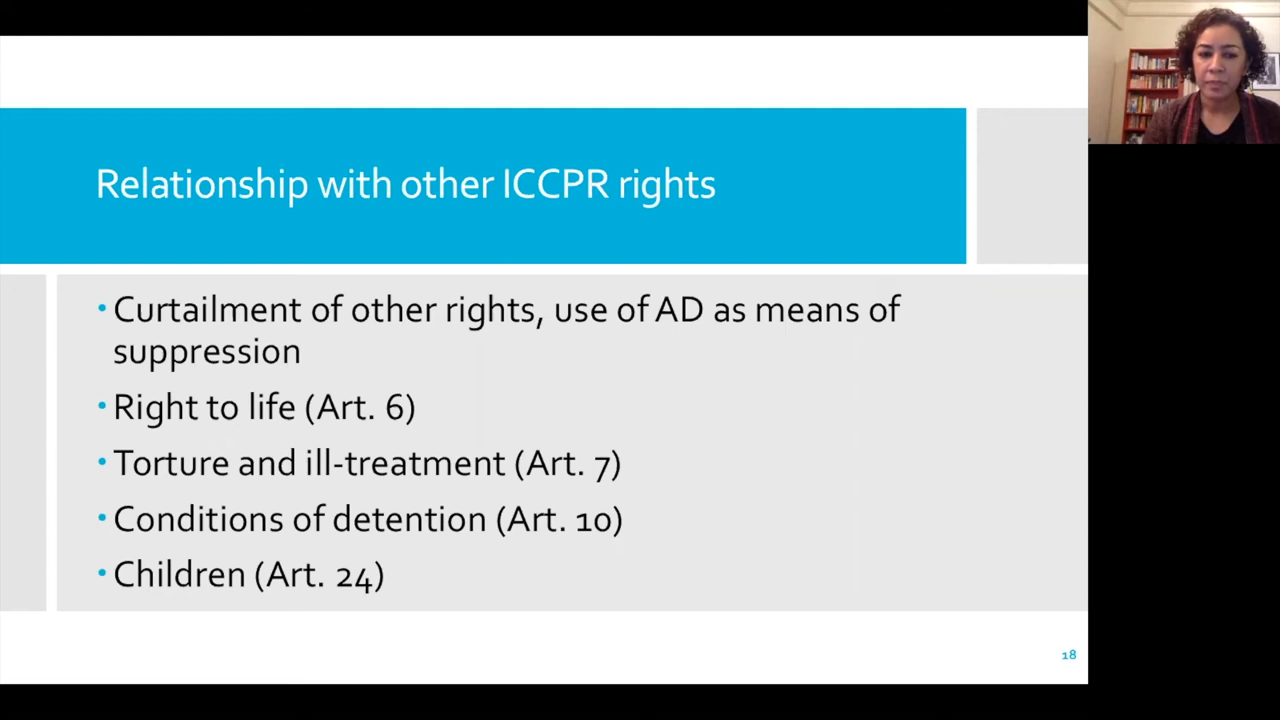 Relationship with other ICCPR rights
• Curtailment of other rights, use of AD as means of
suppression
• Right to life (Art. 6)
• Torture and ill-treatment (Art. 7)
• Conditions of detention (Art. 10)
• Children (Art. 24)
18